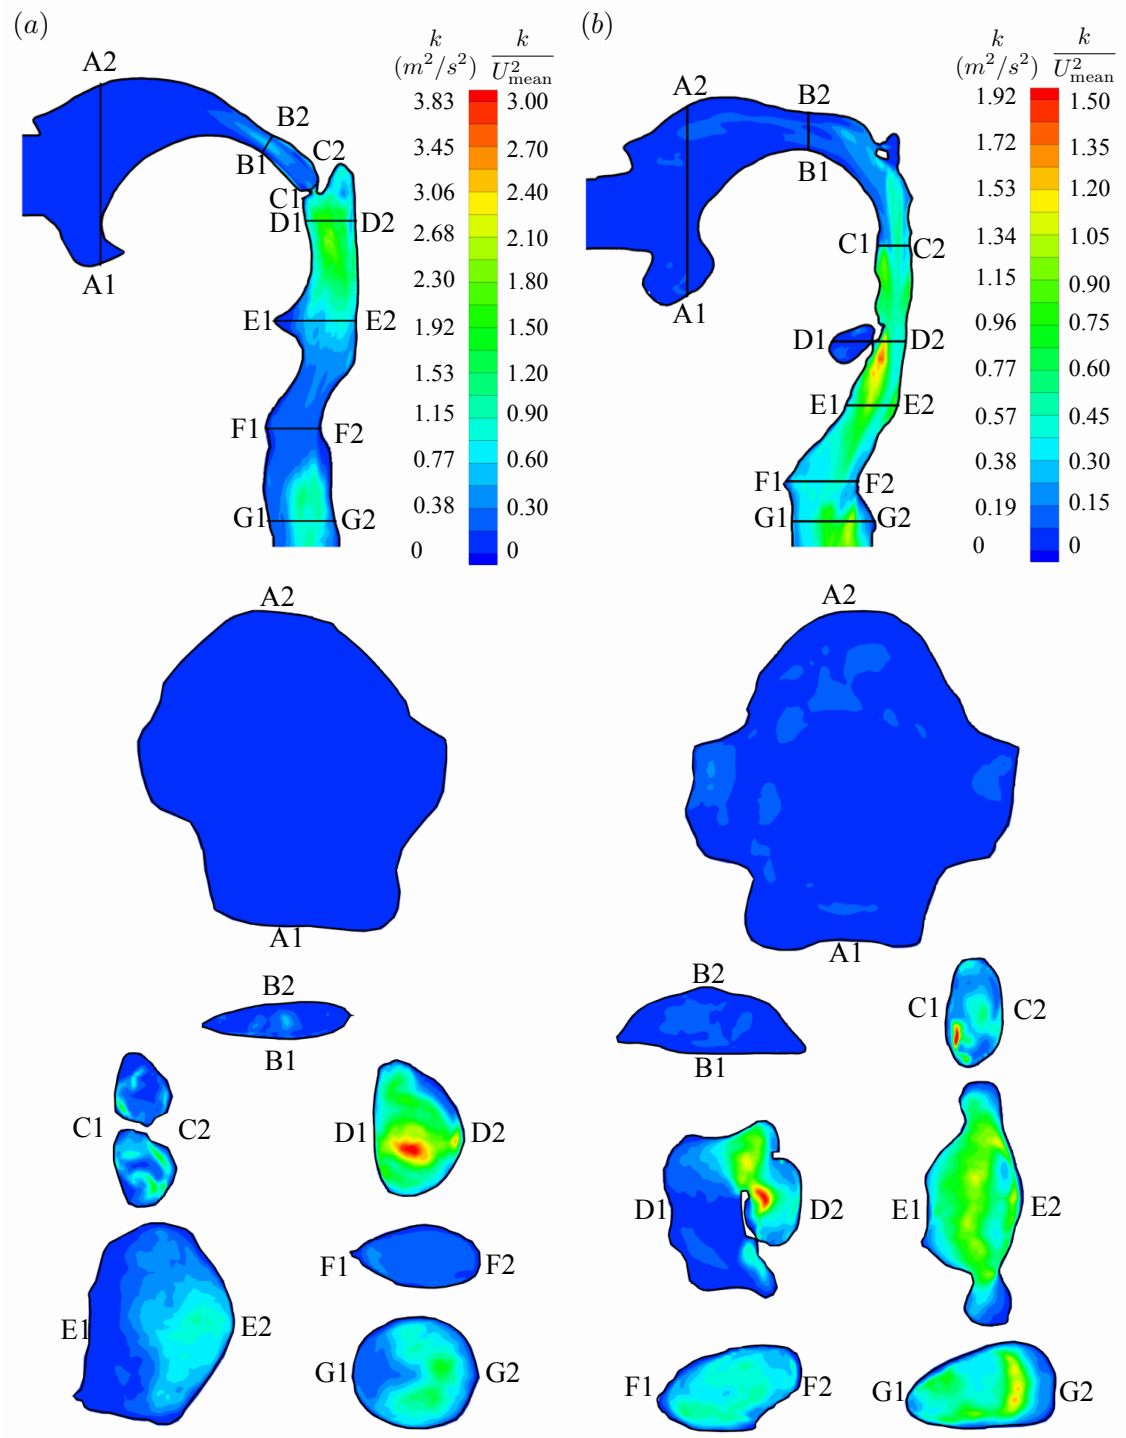 (a)
k (m²/s²)
k / U²mean
A2
B2
B1
C2
C1
D1 D2
A1
E1 E2
F1 F2
G1 G2
3.83 3.00
3.45 2.70
3.06 2.40
2.68 2.10
2.30 1.80
1.92 1.50
1.53 1.20
1.15 0.90
0.77 0.60
0.38 0.30
0 0
(b)
k (m²/s²)
k / U²mean
A2
B2
B1
C1 C2
A1
D1 D2
E1 E2
F1 F2
G1 G2
1.92 1.50
1.72 1.35
1.53 1.20
1.34 1.05
1.15 0.90
0.96 0.75
0.77 0.60
0.57 0.45
0.38 0.30
0.19 0.15
0 0
A2
A1
B2
B1
C1 C2
D1 D2
E1 E2
F1 F2
G1 G2
A2
A1
B2
B1
C1 C2
D1 D2
E1 E2
F1 F2
G1 G2